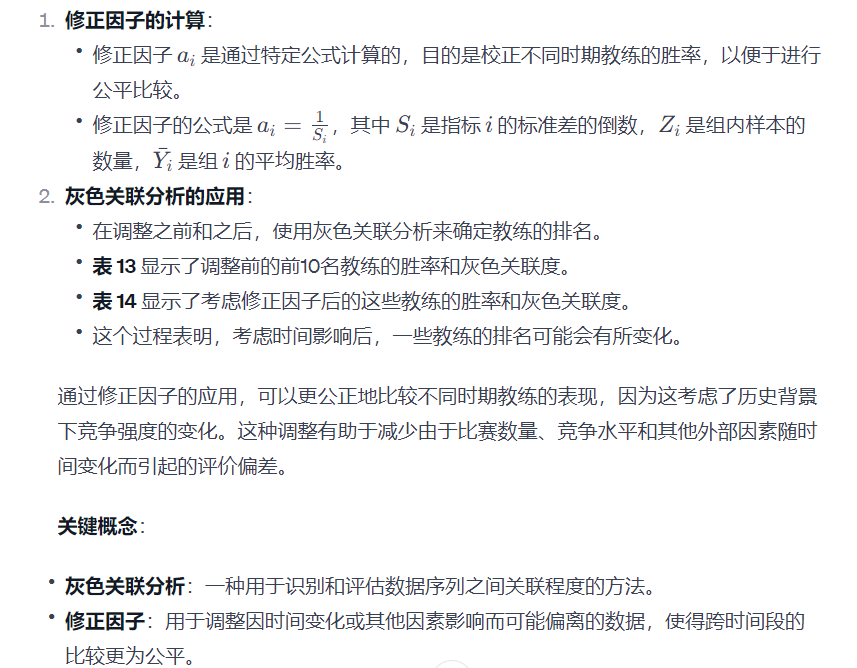 1. 修正因子的计算：
• 修正因子 a_i 是通过特定公式计算的，目的是校正不同时期教练的胜率，以便于进行
公平比较。
• 修正因子的公式是 a_i = 1/S_i，其中 S_i 是指标 i 的标准差的倒数，Z_i 是组内样本的
数量，Ȳ_i 是组 i 的平均胜率。
2. 灰色关联分析的应用：
• 在调整之前和之后，使用灰色关联分析来确定教练的排名。
• 表 13 显示了调整前的前10名教练的胜率和灰色关联度。
• 表 14 显示了考虑修正因子后的这些教练的胜率和灰色关联度。
• 这个过程表明，考虑时间影响后，一些教练的排名可能会有所变化。
通过修正因子的应用，可以更公正地比较不同时期教练的表现，因为这考虑了历史背景
下竞争强度的变化。这种调整有助于减少由于比赛数量、竞争水平和其他外部因素随时
间变化而引起的评价偏差。
关键概念：
• 灰色关联分析：一种用于识别和评估数据序列之间关联程度的方法。
• 修正因子：用于调整因时间变化或其他因素影响而可能偏离的数据，使得跨时间段的
比较更为公平。